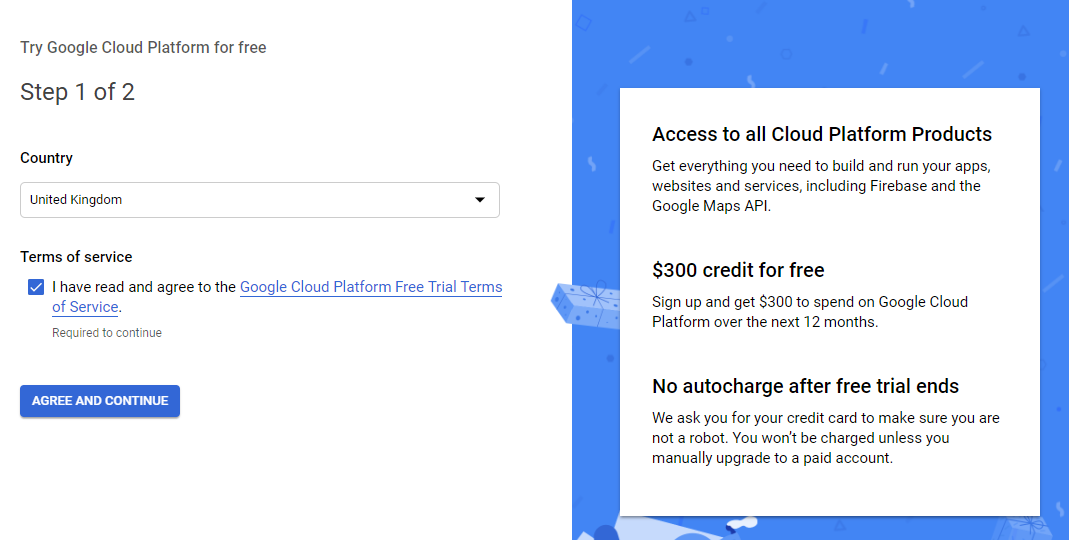 Try Google Cloud Platform for free
Step 1 of 2
Country
United Kingdom
Terms of service
I have read and agree to the Google Cloud Platform Free Trial Terms
of Service.
Required to continue
AGREE AND CONTINUE
Access to all Cloud Platform Products
Get everything you need to build and run your apps,
websites and services, including Firebase and the
Google Maps API.
$300 credit for free
Sign up and get $300 to spend on Google Cloud
Platform over the next 12 months.
No autocharge after free trial ends
We ask you for your credit card to make sure you are
not a robot. You won’t be charged unless you
manually upgrade to a paid account.